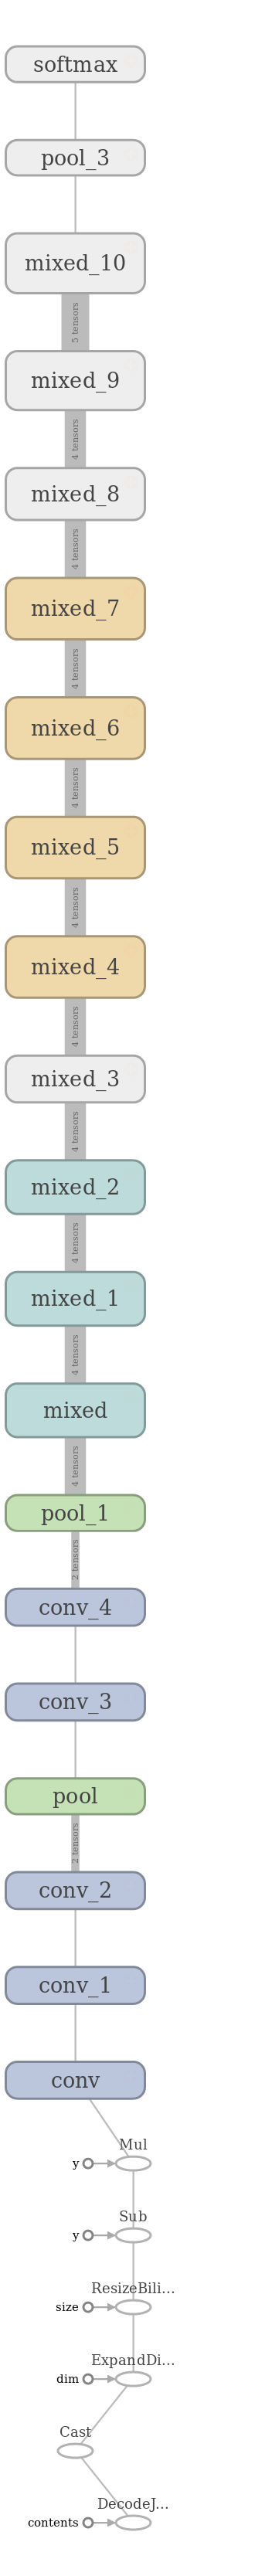 softmax
pool_3
mixed_10
5 tensors
mixed_9
4 tensors
mixed_8
4 tensors
mixed_7
4 tensors
mixed_6
4 tensors
mixed_5
4 tensors
mixed_4
4 tensors
mixed_3
4 tensors
mixed_2
4 tensors
mixed_1
4 tensors
mixed
4 tensors
pool_1
2 tensors
conv_4
conv_3
pool
2 tensors
conv_2
conv_1
conv
Mul
y
Sub
y
ResizeBili...
size
ExpandDi...
dim
Cast
DecodeJ...
contents